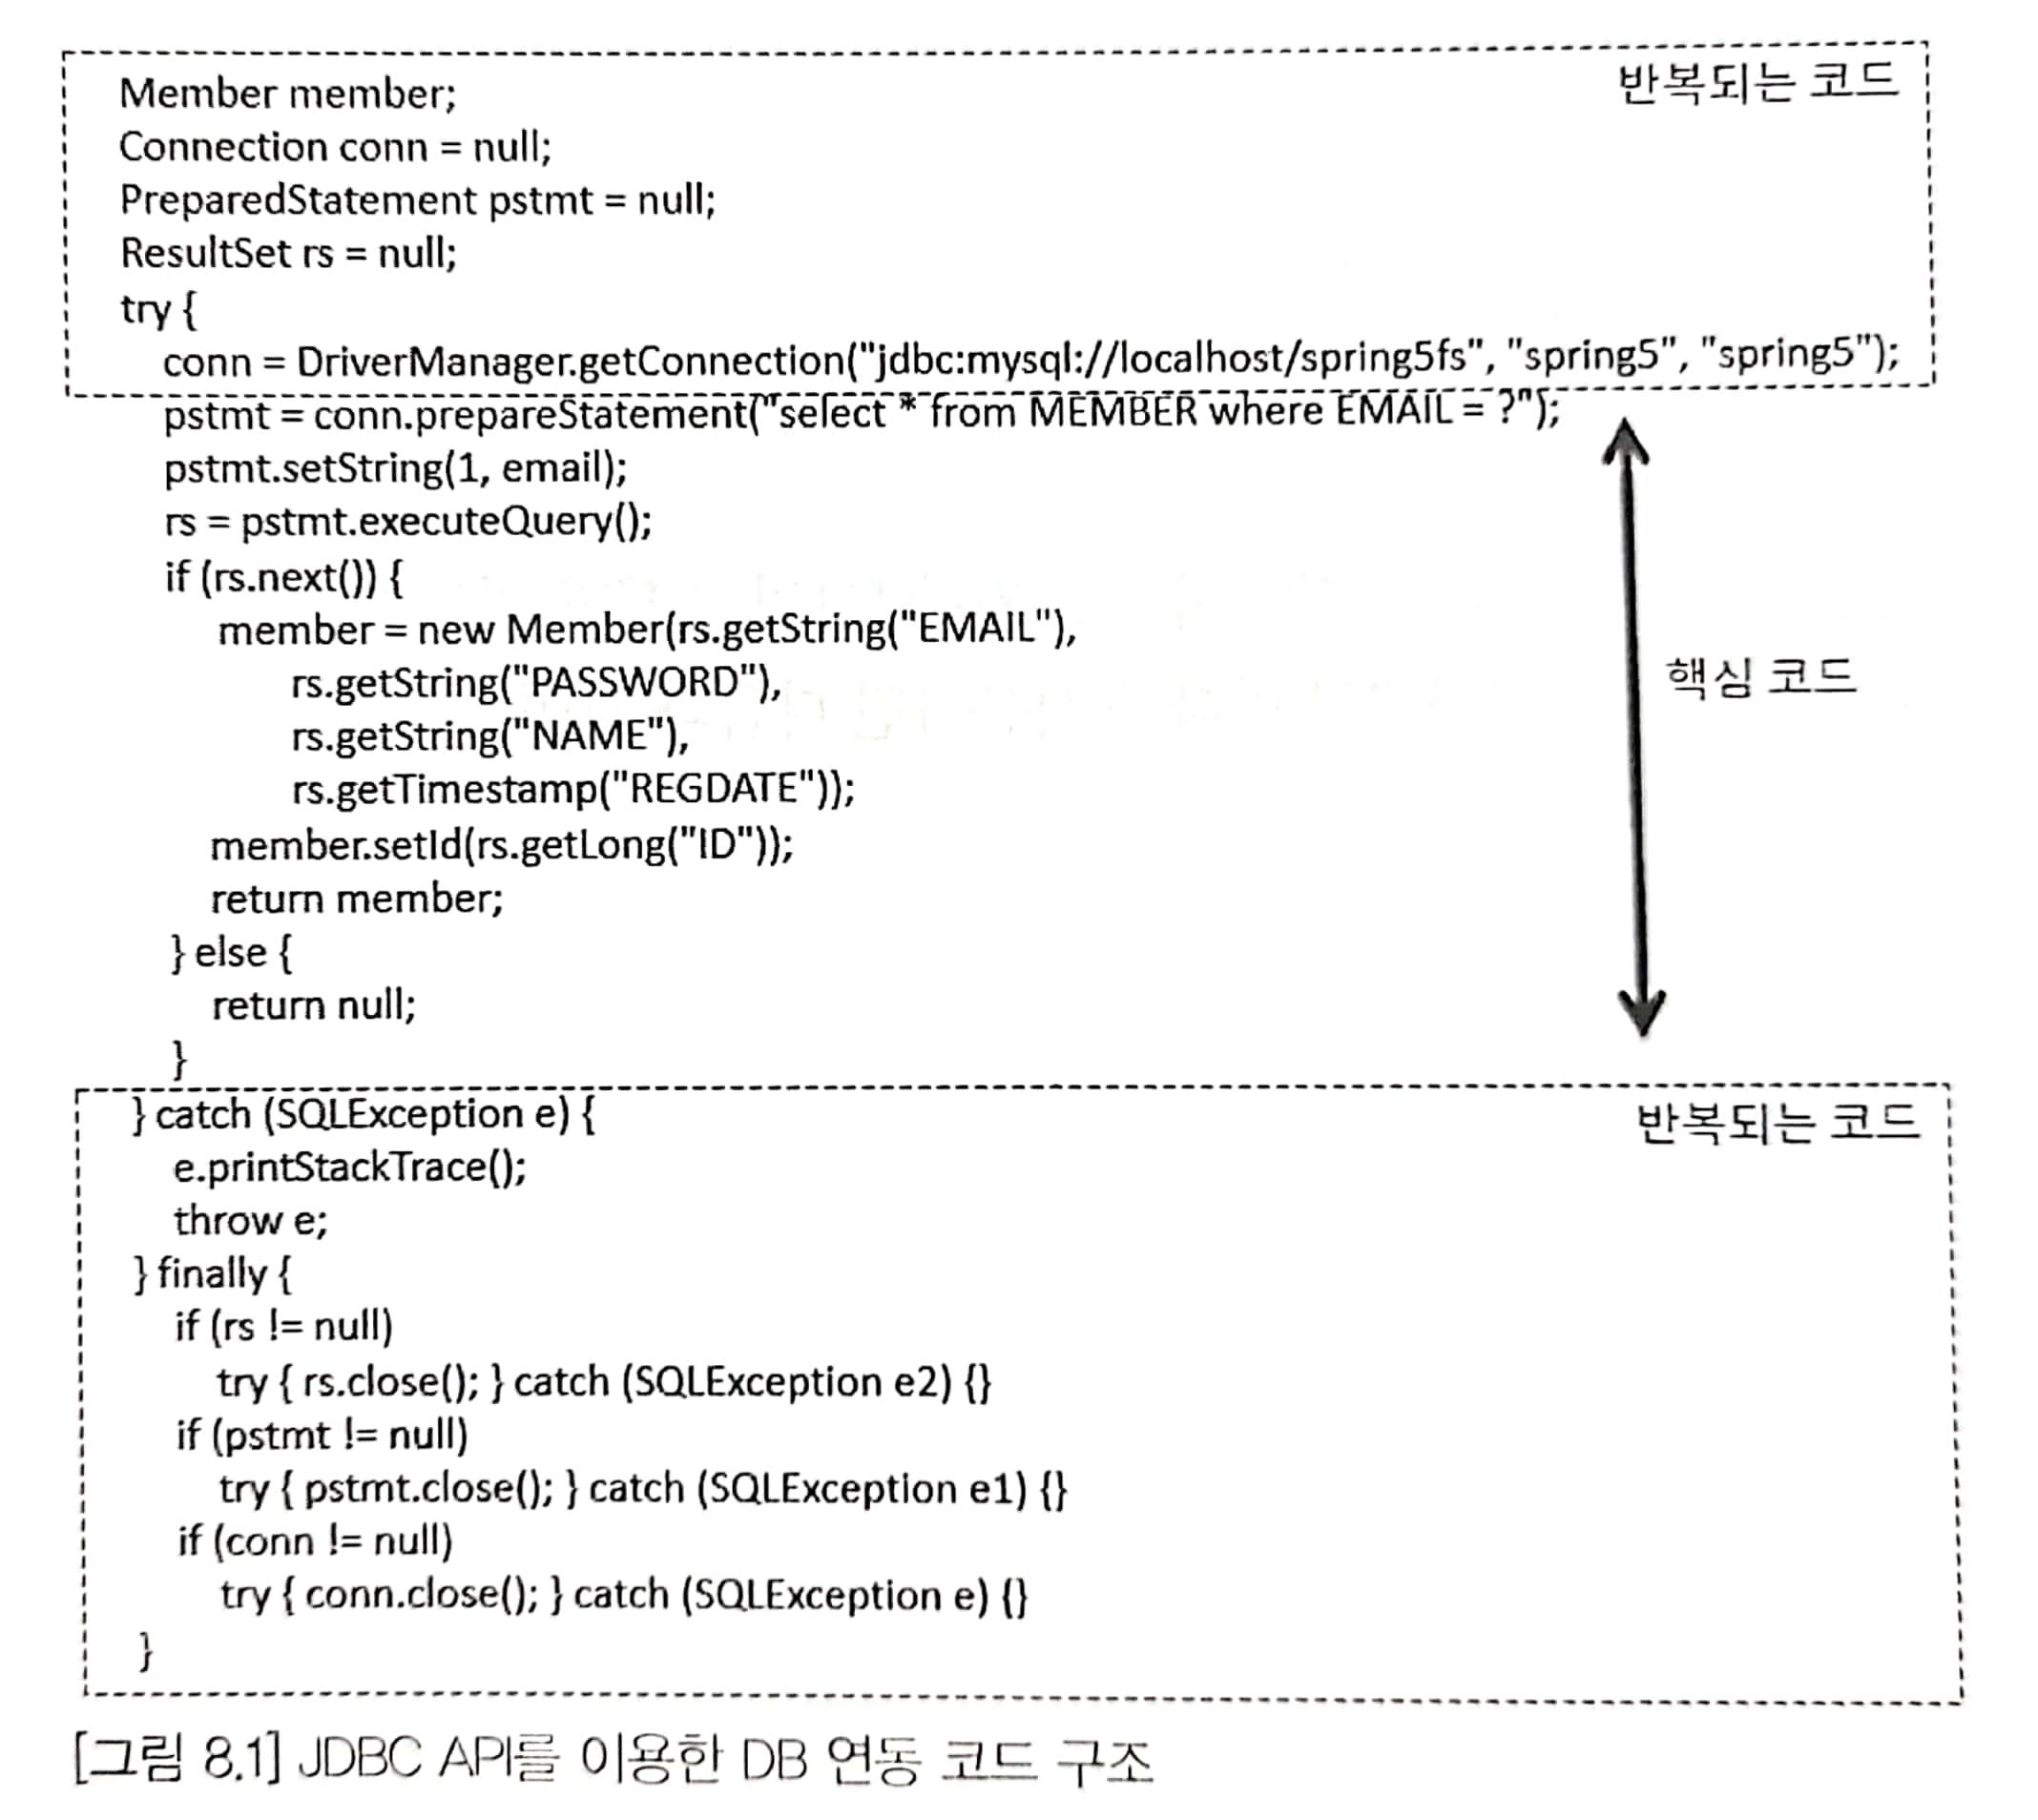 반복되는 코드
Member member;
Connection conn = null;
PreparedStatement pstmt = null;
ResultSet rs = null;
try {
conn = DriverManager.getConnection("jdbc:mysql://localhost/spring5fs", "spring5", "spring5");
pstmt = conn.prepareStatement("select * from MEMBER where EMAIL = ?");
pstmt.setString(1, email);
rs = pstmt.executeQuery();
if (rs.next()) {
member = new Member(rs.getString("EMAIL"),
rs.getString("PASSWORD"),
rs.getString("NAME"),
rs.getTimestamp("REGDATE"));
member.setId(rs.getLong("ID"));
return member;
} else {
return null;
}
핵심 코드
} catch (SQLException e) {
반복되는 코드
e.printStackTrace();
throw e;
} finally {
if (rs != null)
try { rs.close(); } catch (SQLException e2) {}
if (pstmt != null)
try { pstmt.close(); } catch (SQLException e1) {}
if (conn != null)
try { conn.close(); } catch (SQLException e) {}
}
[그림 8.1] JDBC API를 이용한 DB 연동 코드 구조